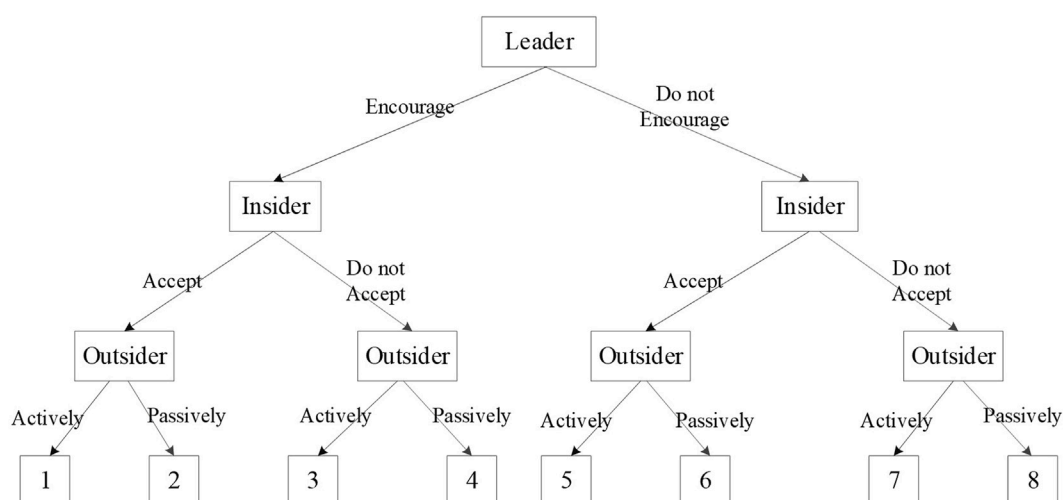 Leader
Encourage
Do not
Encourage
Insider
Insider
Accept
Do not
Accept
Accept
Do not
Accept
Outsider
Outsider
Outsider
Outsider
Actively
Passively
Actively
Passively
Actively
Passively
Actively
Passively
1
2
3
4
5
6
7
8